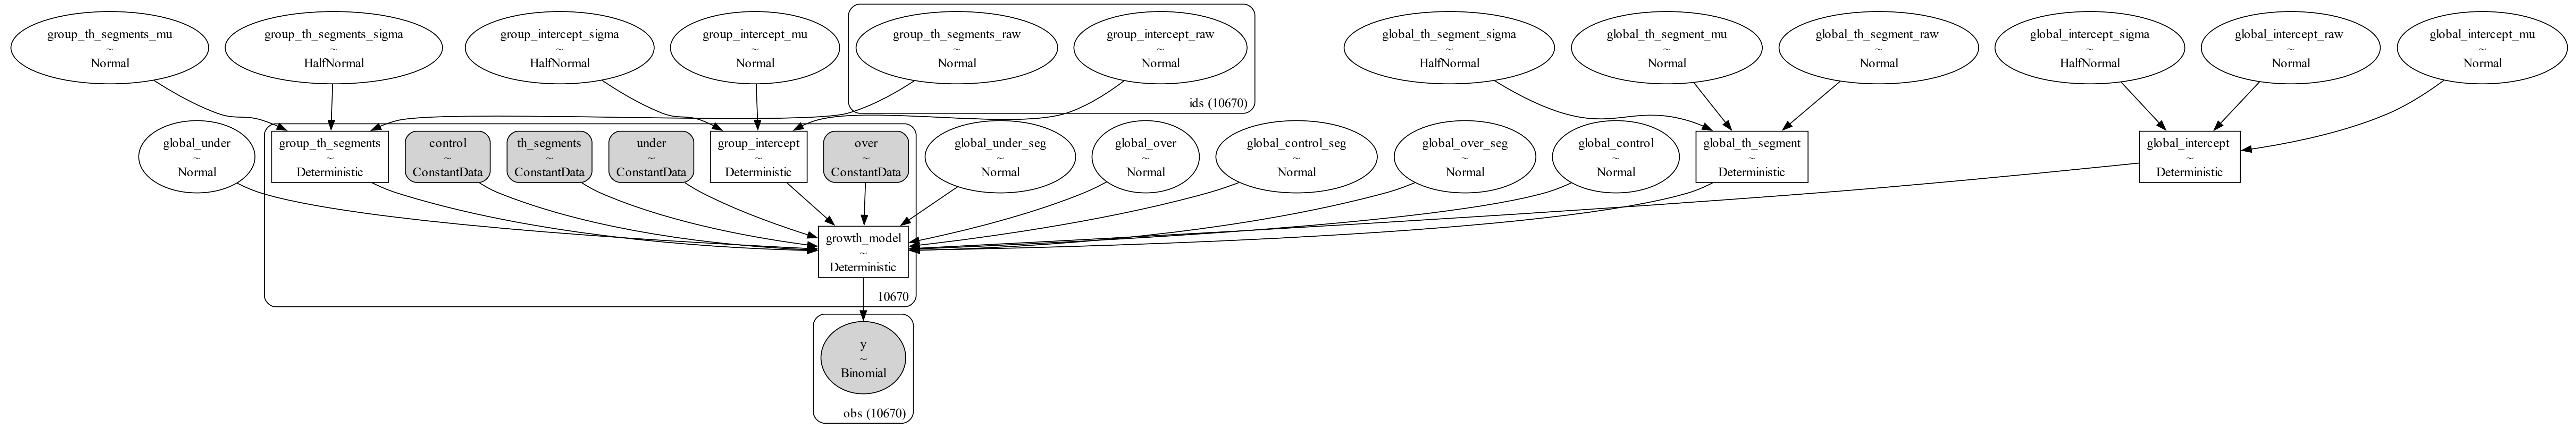 group_th_segments_mu
~
Normal
group_th_segments_sigma
~
HalfNormal
group_intercept_sigma
~
HalfNormal
group_intercept_mu
~
Normal
group_th_segments_raw
~
Normal
group_intercept_raw
~
Normal
ids (10670)
global_th_segment_sigma
~
HalfNormal
global_th_segment_mu
~
Normal
global_th_segment_raw
~
Normal
global_intercept_sigma
~
HalfNormal
global_intercept_raw
~
Normal
global_intercept_mu
~
Normal
global_under
~
Normal
group_th_segments
~
Deterministic
control
~
ConstantData
th_segments
~
ConstantData
under
~
ConstantData
group_intercept
~
Deterministic
over
~
ConstantData
global_under_seg
~
Normal
global_over
~
Normal
global_control_seg
~
Normal
global_over_seg
~
Normal
global_control
~
Normal
global_th_segment
~
Deterministic
global_intercept
~
Deterministic
growth_model
~
Deterministic
10670
y
~
Binomial
obs (10670)